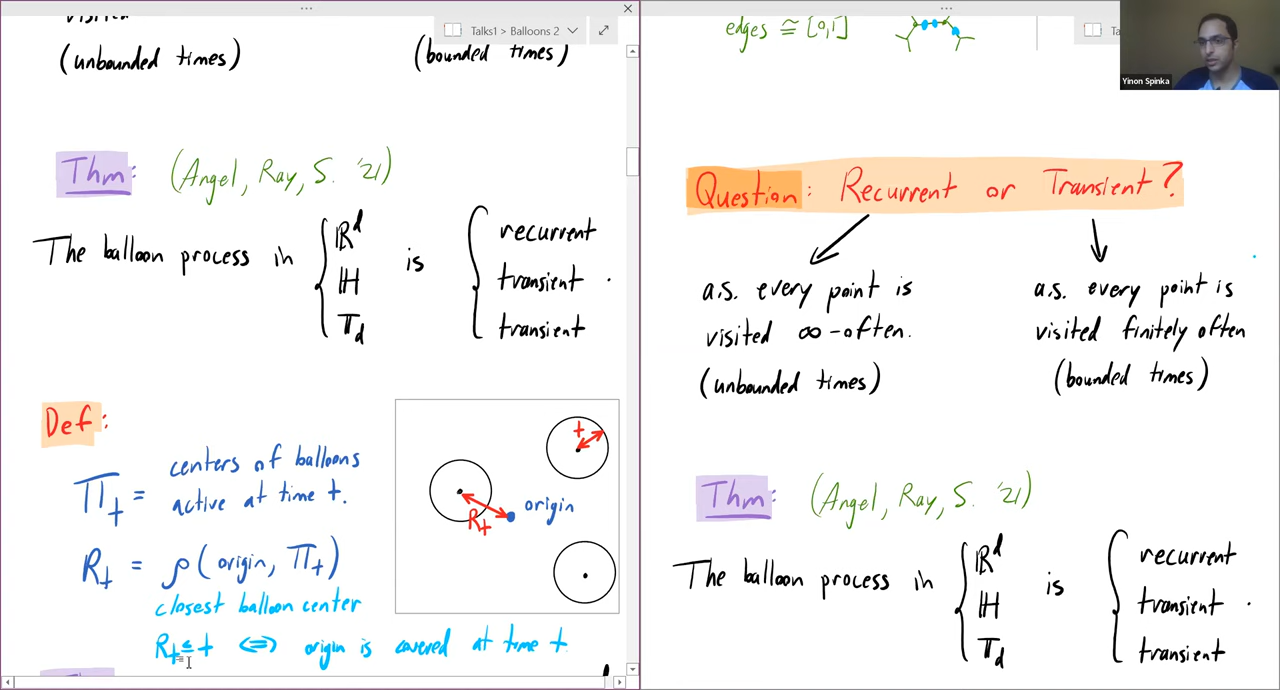 Talks1 > Balloons 2
(unbounded times)
(bounded times)
Thm:
(Angel, Ray, S. '21)
The balloon process in { ℝᵈ ℍ 𝕋_d is { recurrent transient transient .
Def:
Π_t = centers of balloons
active at time t.
R_t = ρ(origin, Π_t)
closest balloon center
R_t ≤ t ⇔ origin is covered at time t.
t
R_t
origin
edges ≅ [0,1]
Yinon Spinka
Question: Recurrent or Transient?
a.s. every point is
visited ∞-often.
(unbounded times)
a.s. every point is
visited finitely often
(bounded times)
Thm:
(Angel, Ray, S. '21)
The balloon process in { ℝᵈ ℍ 𝕋_d is { recurrent transient transient .